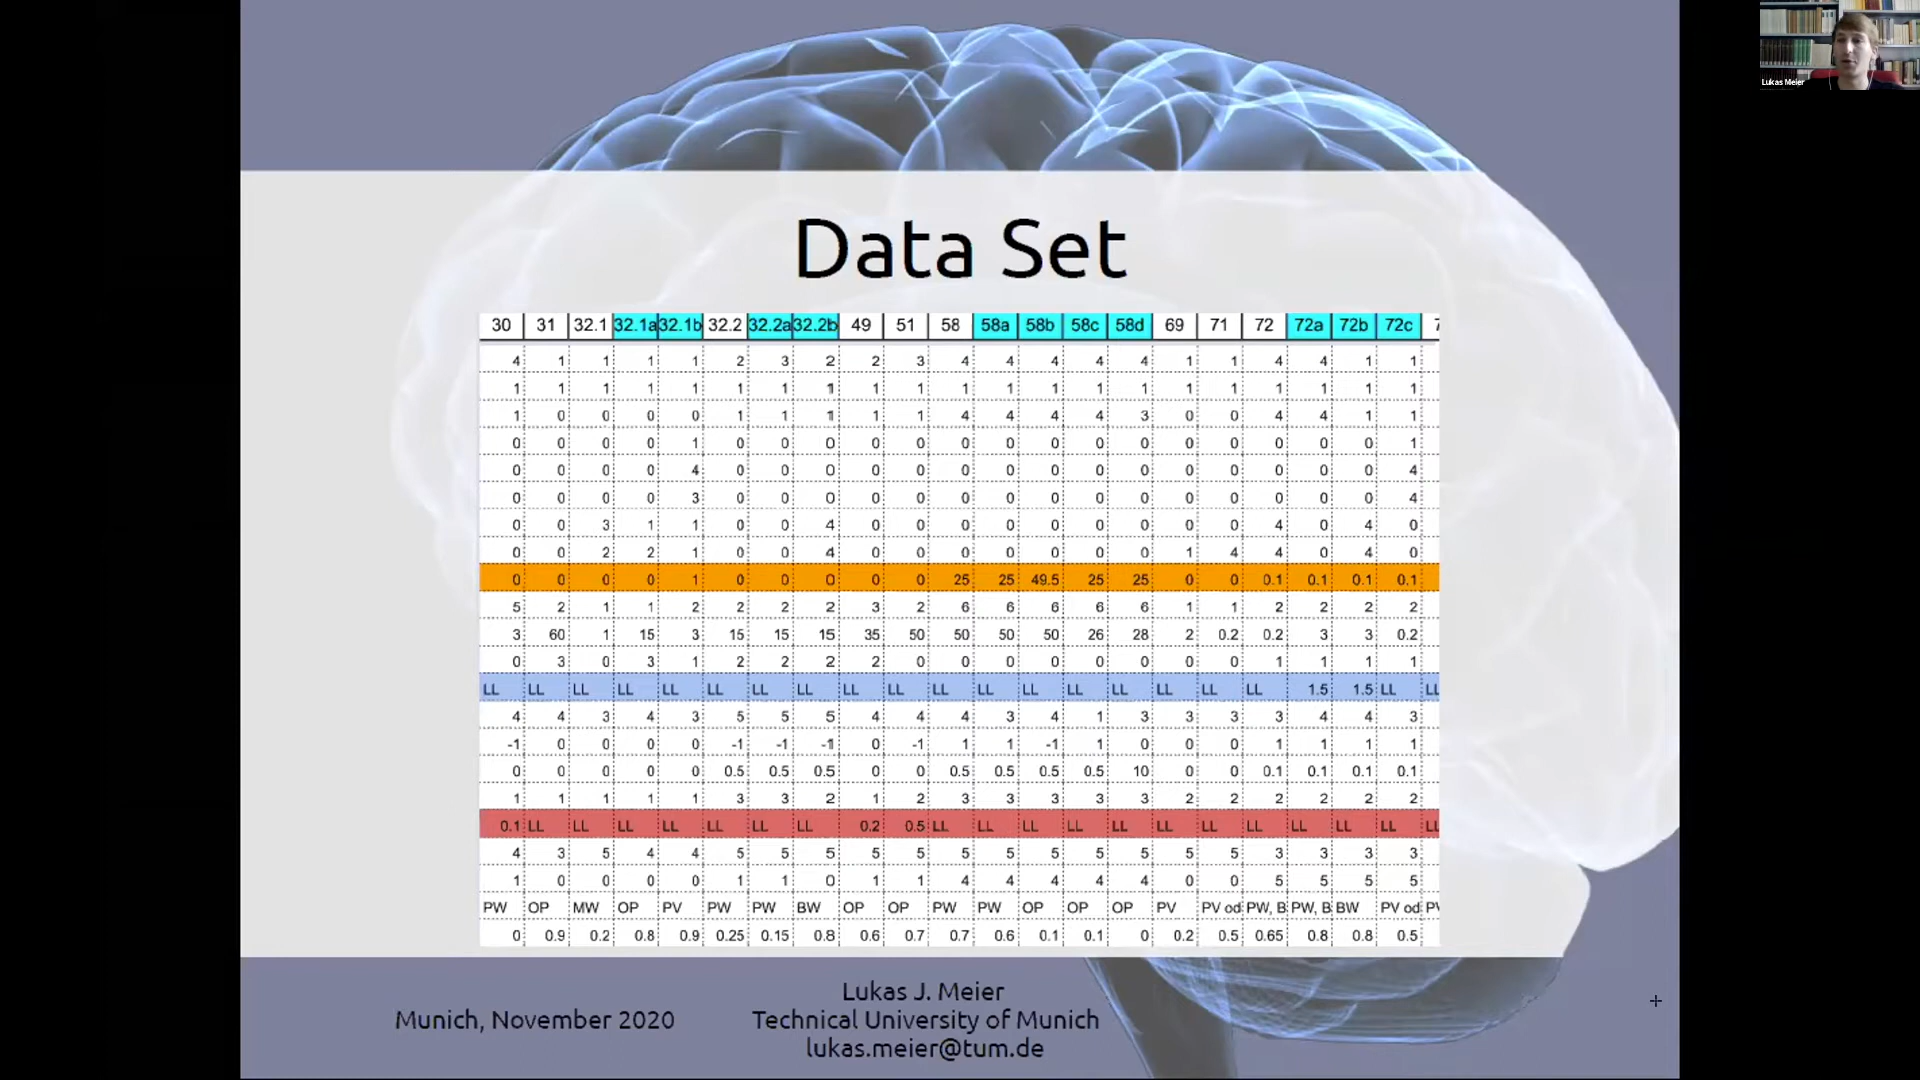 Lukas Meier
Data Set
30 31 32.1 32.1a 32.1b 32.2 32.2a 32.2b 49 51 58 58a 58b 58c 58d 69 71 72 72a 72b 72c
4 1 1 1 1 2 3 2 2 3 4 4 4 4 4 1 1 4 4 1 1
1 1 1 1 1 1 1 1 1 1 1 1 1 1 1 1 1 1 1 1 1
1 0 0 0 0 1 1 1 1 1 4 4 4 4 3 0 0 4 4 1 1
0 0 0 0 1 0 0 0 0 0 0 0 0 0 0 0 0 0 0 0 1
0 0 0 0 4 0 0 0 0 0 0 0 0 0 0 0 0 0 0 0 4
0 0 0 0 3 0 0 0 0 0 0 0 0 0 0 0 0 0 0 0 4
0 0 3 1 1 0 0 4 0 0 0 0 0 0 0 0 0 4 0 4 0
0 0 2 2 1 0 0 4 0 0 0 0 0 0 0 1 4 4 0 4 0
0 0 0 0 1 0 0 0 0 0 25 25 49.5 25 25 0 0 0.1 0.1 0.1 0.1
5 2 1 1 2 2 2 2 3 2 6 6 6 6 6 1 1 2 2 2 2
3 60 1 15 3 15 15 15 35 50 50 50 50 26 28 2 0.2 0.2 3 3 0.2
0 3 0 3 1 2 2 2 2 0 0 0 0 0 0 0 0 1 1 1 1
LL LL LL LL LL LL LL LL LL LL LL LL LL LL LL LL LL LL 1.5 1.5 LL LL
4 4 3 4 3 5 5 5 4 4 4 3 4 1 3 3 3 3 4 4 3
-1 0 0 0 0 -1 -1 -1 0 -1 1 1 -1 1 0 0 0 1 1 1 1
0 0 0 0 0 0.5 0.5 0.5 0 0 0.5 0.5 0.5 0.5 10 0 0 0.1 0.1 0.1 0.1
1 1 1 1 1 3 3 2 1 2 3 3 3 3 3 2 2 2 2 2 2
0.1 LL LL LL LL LL LL LL 0.2 0.5 LL LL LL LL LL LL LL LL LL LL LL LL
4 3 5 4 4 5 5 5 5 5 5 5 5 5 5 5 5 3 3 3 3
1 0 0 0 0 1 1 0 1 1 4 4 4 4 4 0 0 5 5 5 5
PW OP MW OP PV PW PW BW OP OP PW PW OP OP OP PV PV od PW, B PW, B BW PV od PV
0 0.9 0.2 0.8 0.9 0.25 0.15 0.8 0.6 0.7 0.7 0.6 0.1 0.1 0 0.2 0.5 0.65 0.8 0.8 0.5
Munich, November 2020
Lukas J. Meier
Technical University of Munich
lukas.meier@tum.de